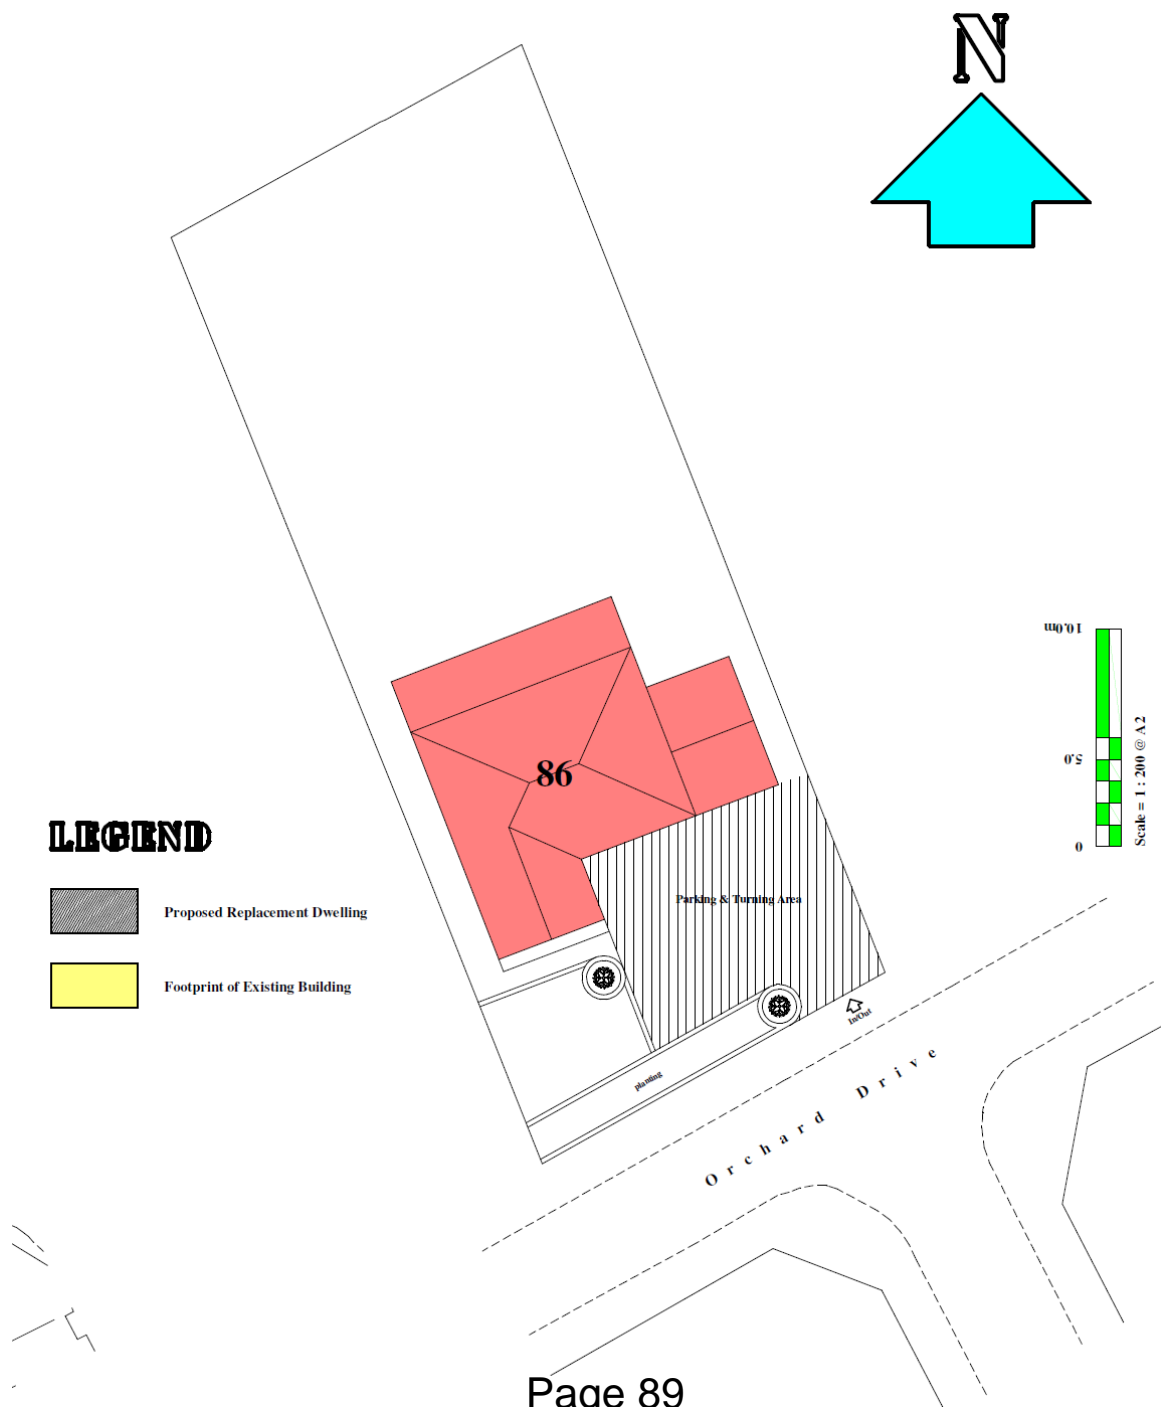 N
10.0m
5.0
0
Scale = 1 : 200 @ A2
86
LEGEND
Proposed Replacement Dwelling
Footprint of Existing Building
Parking & Turning Area
In/Out
planting
Orchard Drive
Page 89